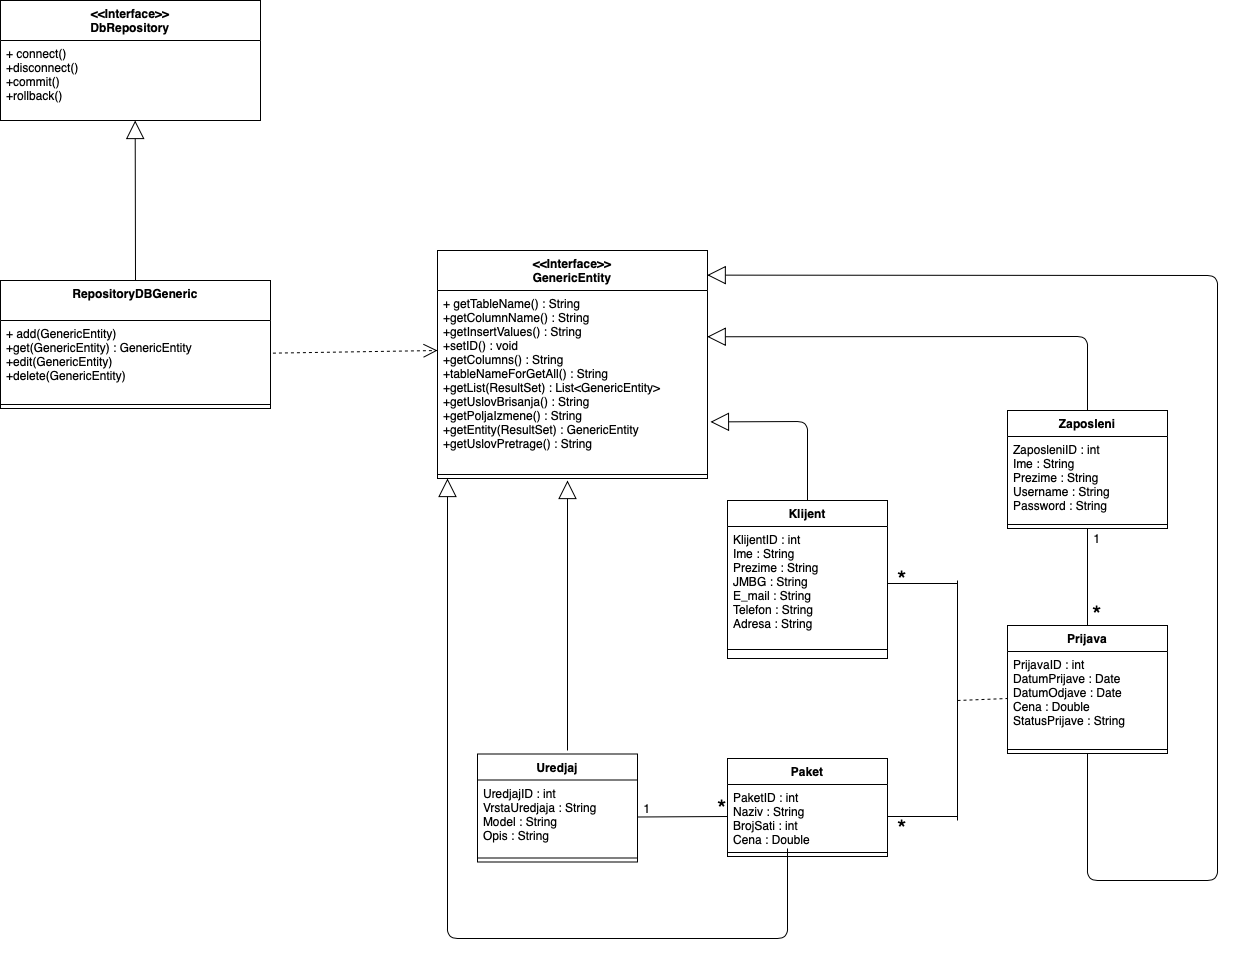 <<Interface>>
DbRepository
+ connect()
+disconnect()
+commit()
+rollback()
RepositoryDBGeneric
+ add(GenericEntity)
+get(GenericEntity) : GenericEntity
+edit(GenericEntity)
+delete(GenericEntity)
<<Interface>>
GenericEntity
+ getTableName() : String
+getColumnName() : String
+getInsertValues() : String
+setID() : void
+getColumns() : String
+tableNameForGetAll() : String
+getList(ResultSet) : List<GenericEntity>
+getUslovBrisanja() : String
+getPoljaIzmene() : String
+getEntity(ResultSet) : GenericEntity
+getUslovPretrage() : String
Zaposleni
ZaposleniID : int
Ime : String
Prezime : String
Username : String
Password : String
1
*
Klijent
KlijentID : int
Ime : String
Prezime : String
JMBG : String
E_mail : String
Telefon : String
Adresa : String
*
Prijava
PrijavaID : int
DatumPrijave : Date
DatumOdjave : Date
Cena : Double
StatusPrijave : String
Uredjaj
UredjajID : int
VrstaUredjaja : String
Model : String
Opis : String
1
*
Paket
PaketID : int
Naziv : String
BrojSati : int
Cena : Double
*